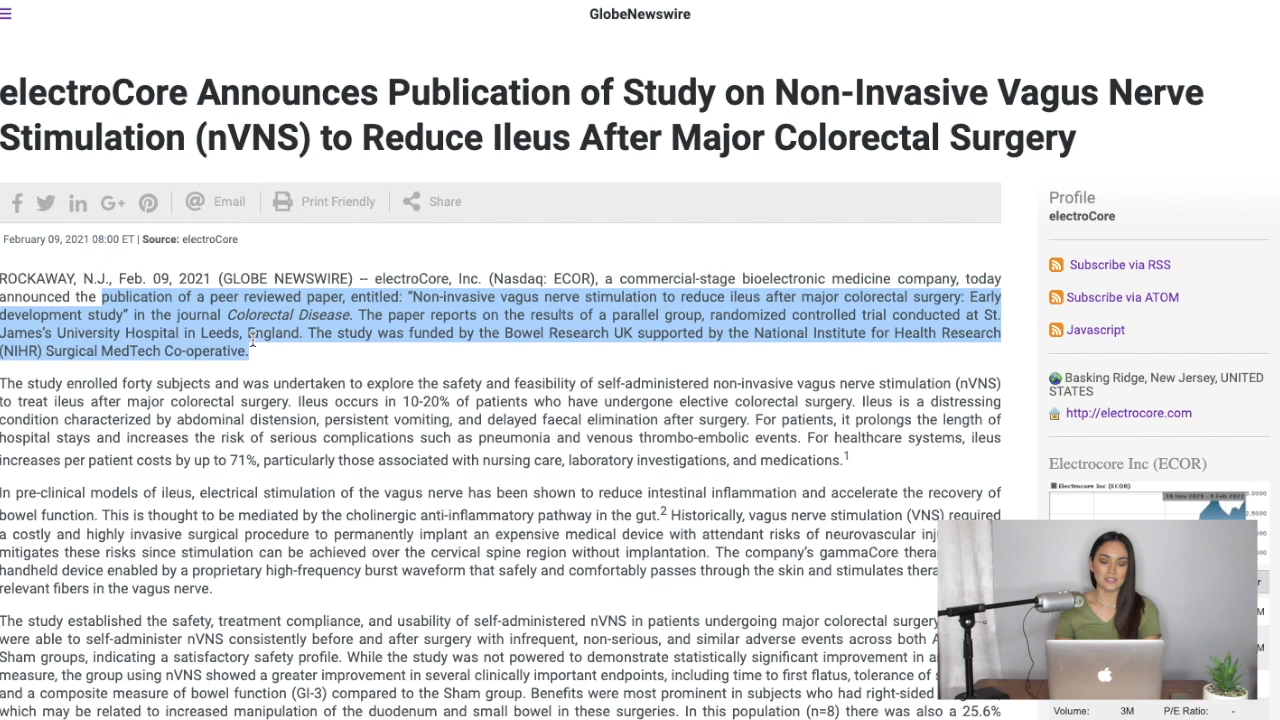 GlobeNewswire
electroCore Announces Publication of Study on Non-Invasive Vagus Nerve
Stimulation (nVNS) to Reduce Ileus After Major Colorectal Surgery
Email
Print Friendly
Share
February 09, 2021 08:00 ET | Source: electroCore
ROCKAWAY, N.J., Feb. 09, 2021 (GLOBE NEWSWIRE) -- electroCore, Inc. (Nasdaq: ECOR), a commercial-stage bioelectronic medicine company, today
announced the publication of a peer reviewed paper, entitled: "Non-invasive vagus nerve stimulation to reduce ileus after major colorectal surgery: Early
development study" in the journal Colorectal Disease. The paper reports on the results of a parallel group, randomized controlled trial conducted at St.
James's University Hospital in Leeds, England. The study was funded by the Bowel Research UK supported by the National Institute for Health Research
(NIHR) Surgical MedTech Co-operative.
The study enrolled forty subjects and was undertaken to explore the safety and feasibility of self-administered non-invasive vagus nerve stimulation (nVNS)
to treat ileus after major colorectal surgery. Ileus occurs in 10-20% of patients who have undergone elective colorectal surgery. Ileus is a distressing
condition characterized by abdominal distension, persistent vomiting, and delayed faecal elimination after surgery. For patients, it prolongs the length of
hospital stays and increases the risk of serious complications such as pneumonia and venous thrombo-embolic events. For healthcare systems, ileus
increases per patient costs by up to 71%, particularly those associated with nursing care, laboratory investigations, and medications.1
In pre-clinical models of ileus, electrical stimulation of the vagus nerve has been shown to reduce intestinal inflammation and accelerate the recovery of
bowel function. This is thought to be mediated by the cholinergic anti-inflammatory pathway in the gut.2 Historically, vagus nerve stimulation (VNS) required
a costly and highly invasive surgical procedure to permanently implant an expensive medical device with attendant risks of neurovascular inj
mitigates these risks since stimulation can be achieved over the cervical spine region without implantation. The company's gammaCore thera
handheld device enabled by a proprietary high-frequency burst waveform that safely and comfortably passes through the skin and stimulates thera
relevant fibers in the vagus nerve.
The study established the safety, treatment compliance, and usability of self-administered nVNS in patients undergoing major colorectal surgery
were able to self-administer nVNS consistently before and after surgery with infrequent, non-serious, and similar adverse events across both A
Sham groups, indicating a satisfactory safety profile. While the study was not powered to demonstrate statistically significant improvement in a
measure, the group using nVNS showed a greater improvement in several clinically important endpoints, including time to first flatus, tolerance of s
and a composite measure of bowel function (GI-3) compared to the Sham group. Benefits were most prominent in subjects who had right-sided
which may be related to increased manipulation of the duodenum and small bowel in these surgeries. In this population (n=8) there was also a 25.6%
Profile
electroCore
Subscribe via RSS
Subscribe via ATOM
Javascript
Basking Ridge, New Jersey, UNITED
STATES
http://electrocore.com
Electrocore Inc (ECOR)
Electrocore Inc (ECOR)
10 Nov 2020 - 9 Feb 2021
3.0000
2.5000
r
M
M
Volume: 3M P/E Ratio: -